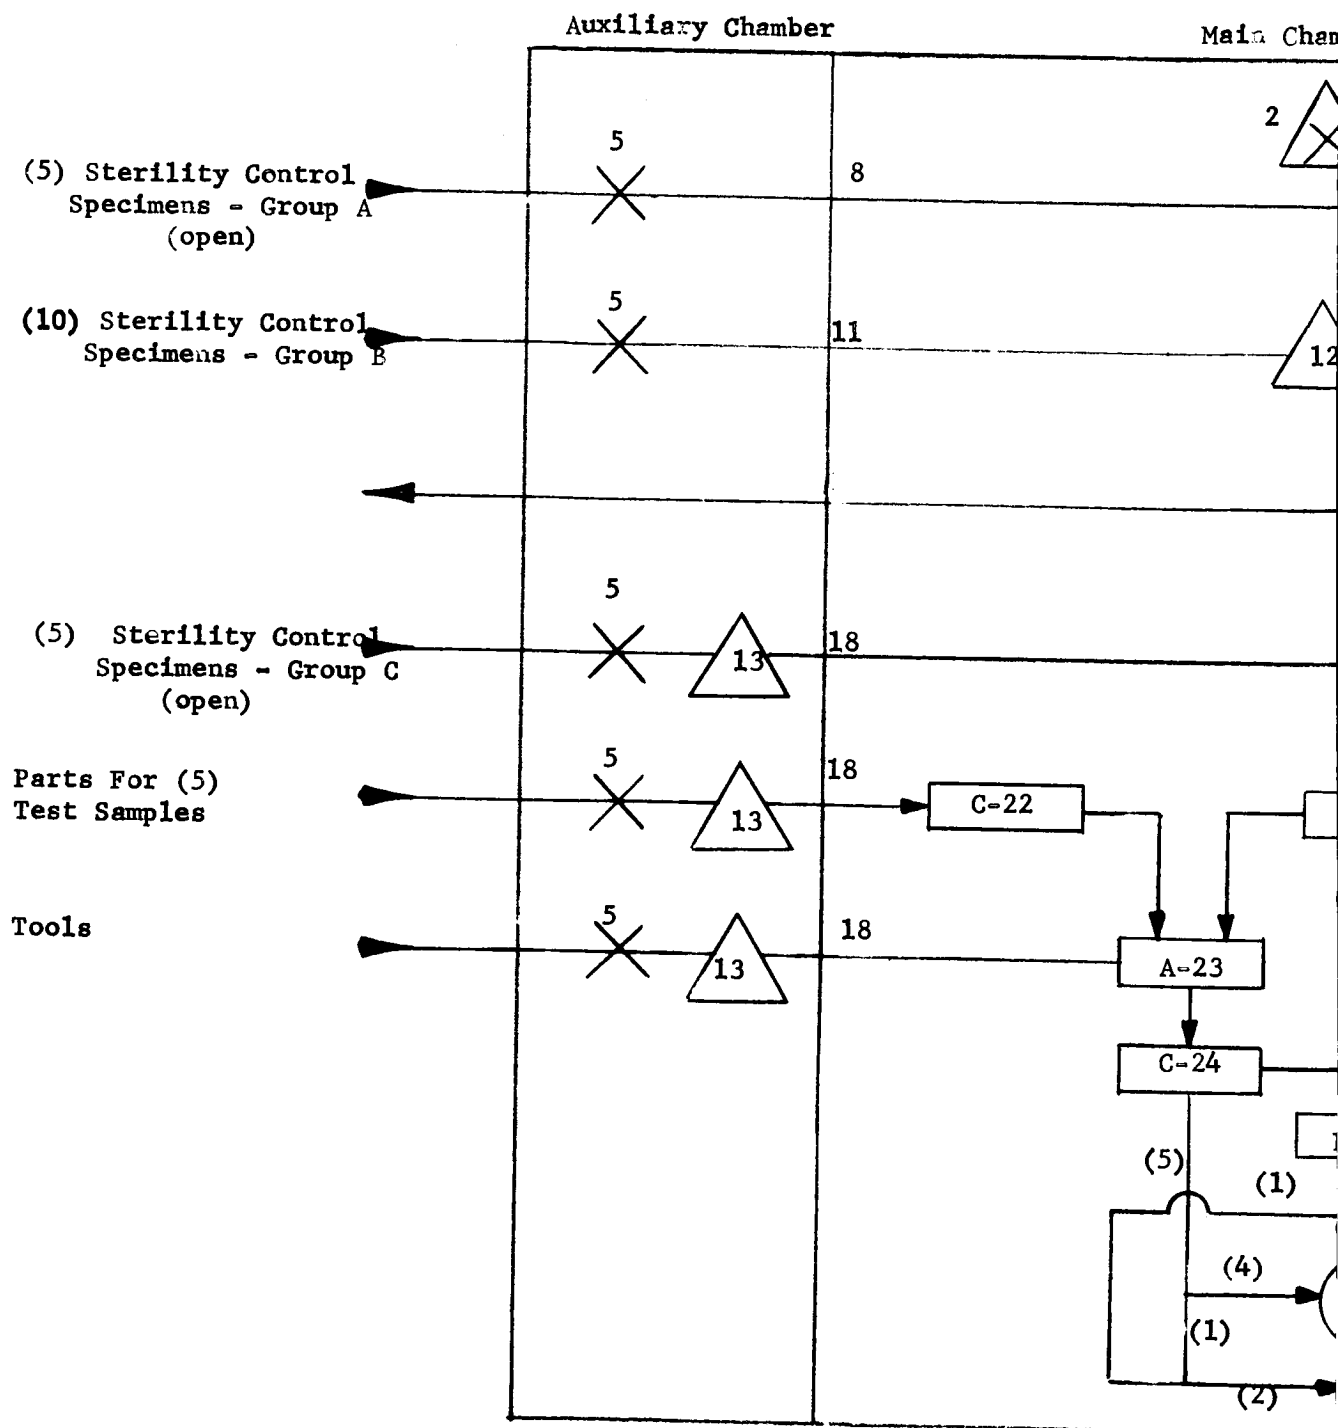 Auxiliary Chamber
Main Cham
2
5
8
(5) Sterility Control
Specimens - Group A
(open)
5
11
(10) Sterility Control
Specimens - Group B
12
5
18
(5) Sterility Control
Specimens - Group C
(open)
13
5
18
Parts For (5)
Test Samples
13
C-22
5
18
Tools
13
A-23
C-24
(5)
(1)
(4)
(1)
(2)